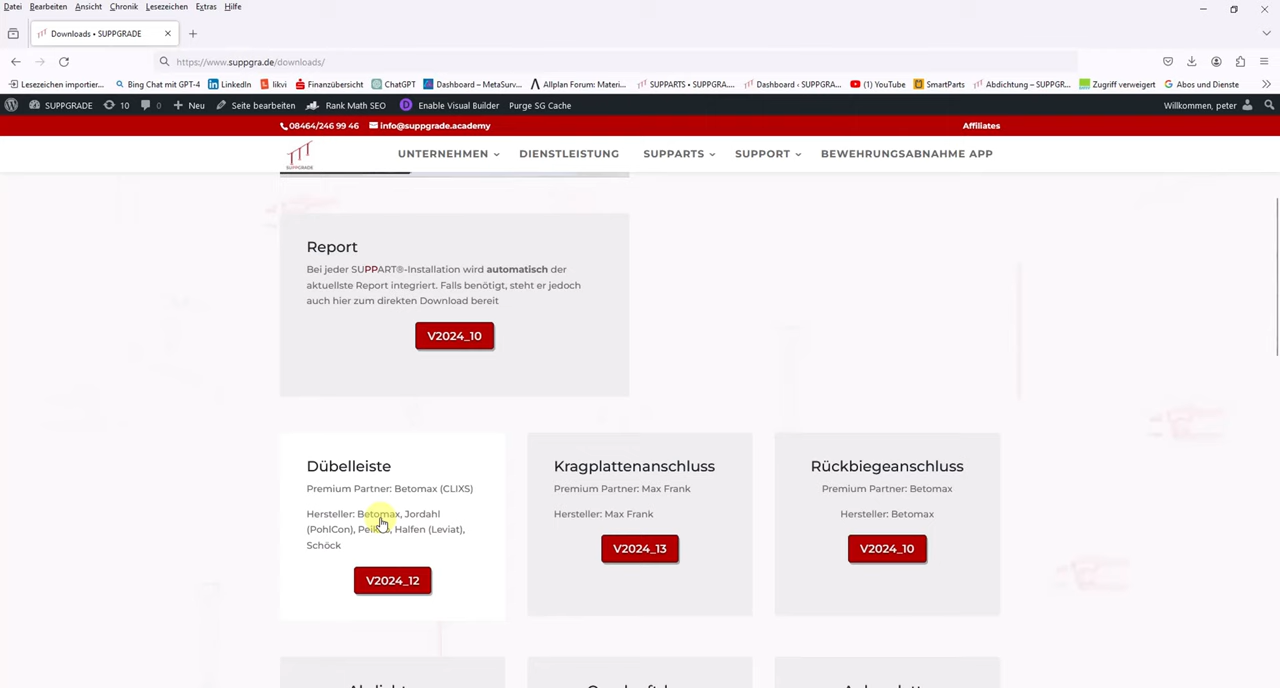 Datei Bearbeiten Ansicht Chronik Lesezeichen Extras Hilfe
Downloads • SUPPGRADE
https://www.suppgra.de/downloads/
Lesezeichen importier... Bing Chat mit GPT-4 LinkedIn likvi Finanzübersicht ChatGPT Dashboard – MetaSurv... Allplan Forum: Materi... SUPPARTS • SUPPGRA... Dashboard ‹ SUPPGR... (1) YouTube SmartParts Abdichtung – SUPPGR... Zugriff verweigert Abos und Dienste
SUPPGRADE 10 0 Neu Seite bearbeiten Rank Math SEO Enable Visual Builder Purge SG Cache Willkommen, peter
08464/246 99 46 info@suppgrade.academy Affiliates
SUPPGRADE UNTERNEHMEN DIENSTLEISTUNG SUPPARTS SUPPORT BEWEHRUNGSABNAHME APP
Report
Bei jeder SUPPART®-Installation wird automatisch der
aktuellste Report integriert. Falls benötigt, steht er jedoch
auch hier zum direkten Download bereit
V2024_10
Dübelleiste
Premium Partner: Betomax (CLIXS)
Hersteller: Betomax, Jordahl
(PohlCon), Peikko, Halfen (Leviat),
Schöck
V2024_12
Kragplattenanschluss
Premium Partner: Max Frank
Hersteller: Max Frank
V2024_13
Rückbiegeanschluss
Premium Partner: Betomax
Hersteller: Betomax
V2024_10